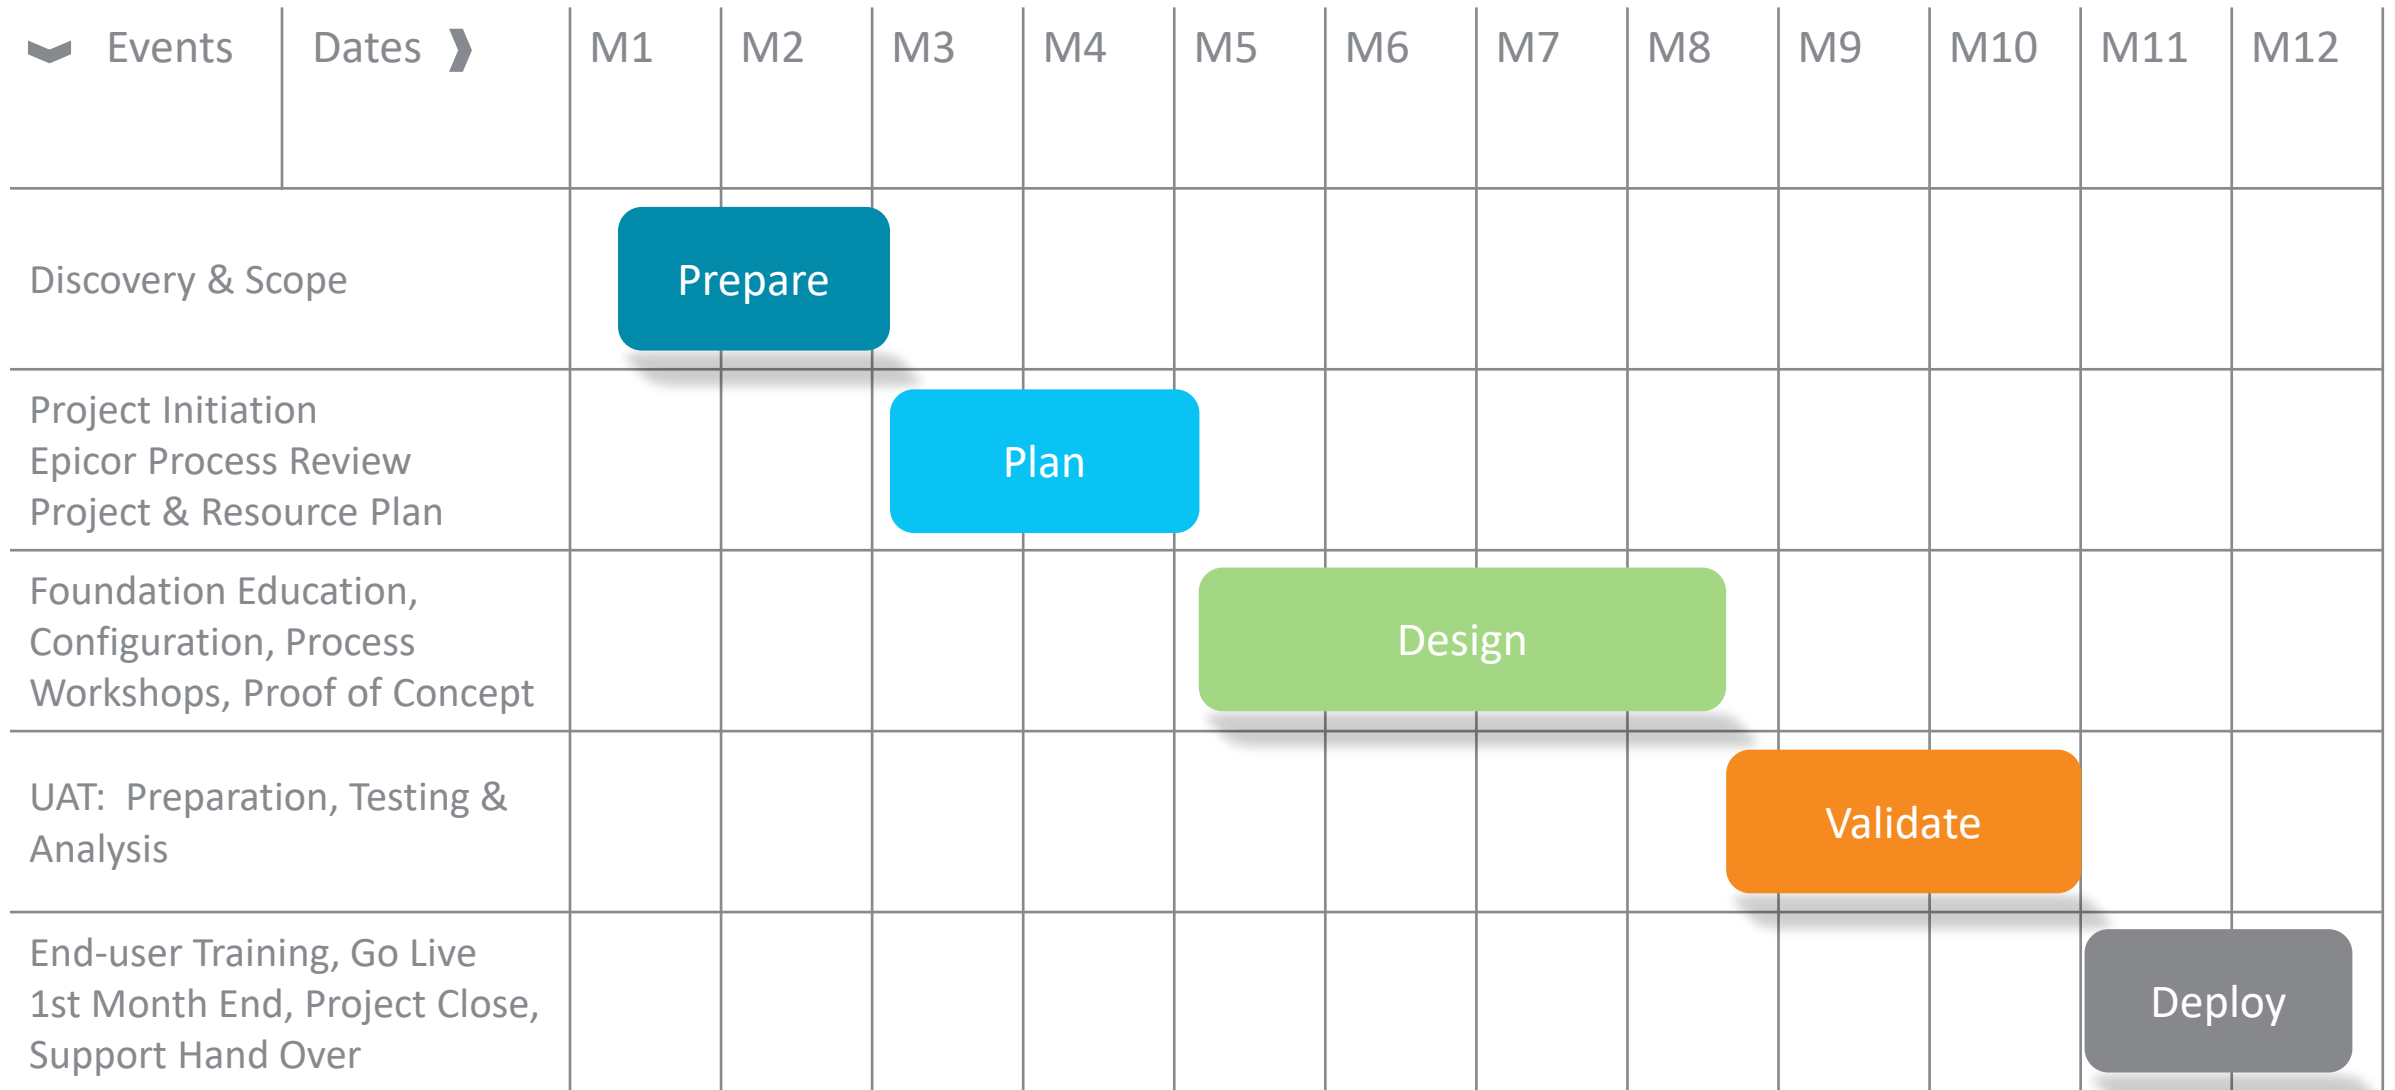 Events Dates M1 M2 M3 M4 M5 M6 M7 M8 M9 M10 M11 M12
Discovery & Scope
Prepare
Project Initiation
Epicor Process Review
Project & Resource Plan
Plan
Foundation Education,
Configuration, Process
Workshops, Proof of Concept
Design
UAT:  Preparation, Testing &
Analysis
Validate
End-user Training, Go Live
1st Month End, Project Close,
Support Hand Over
Deploy